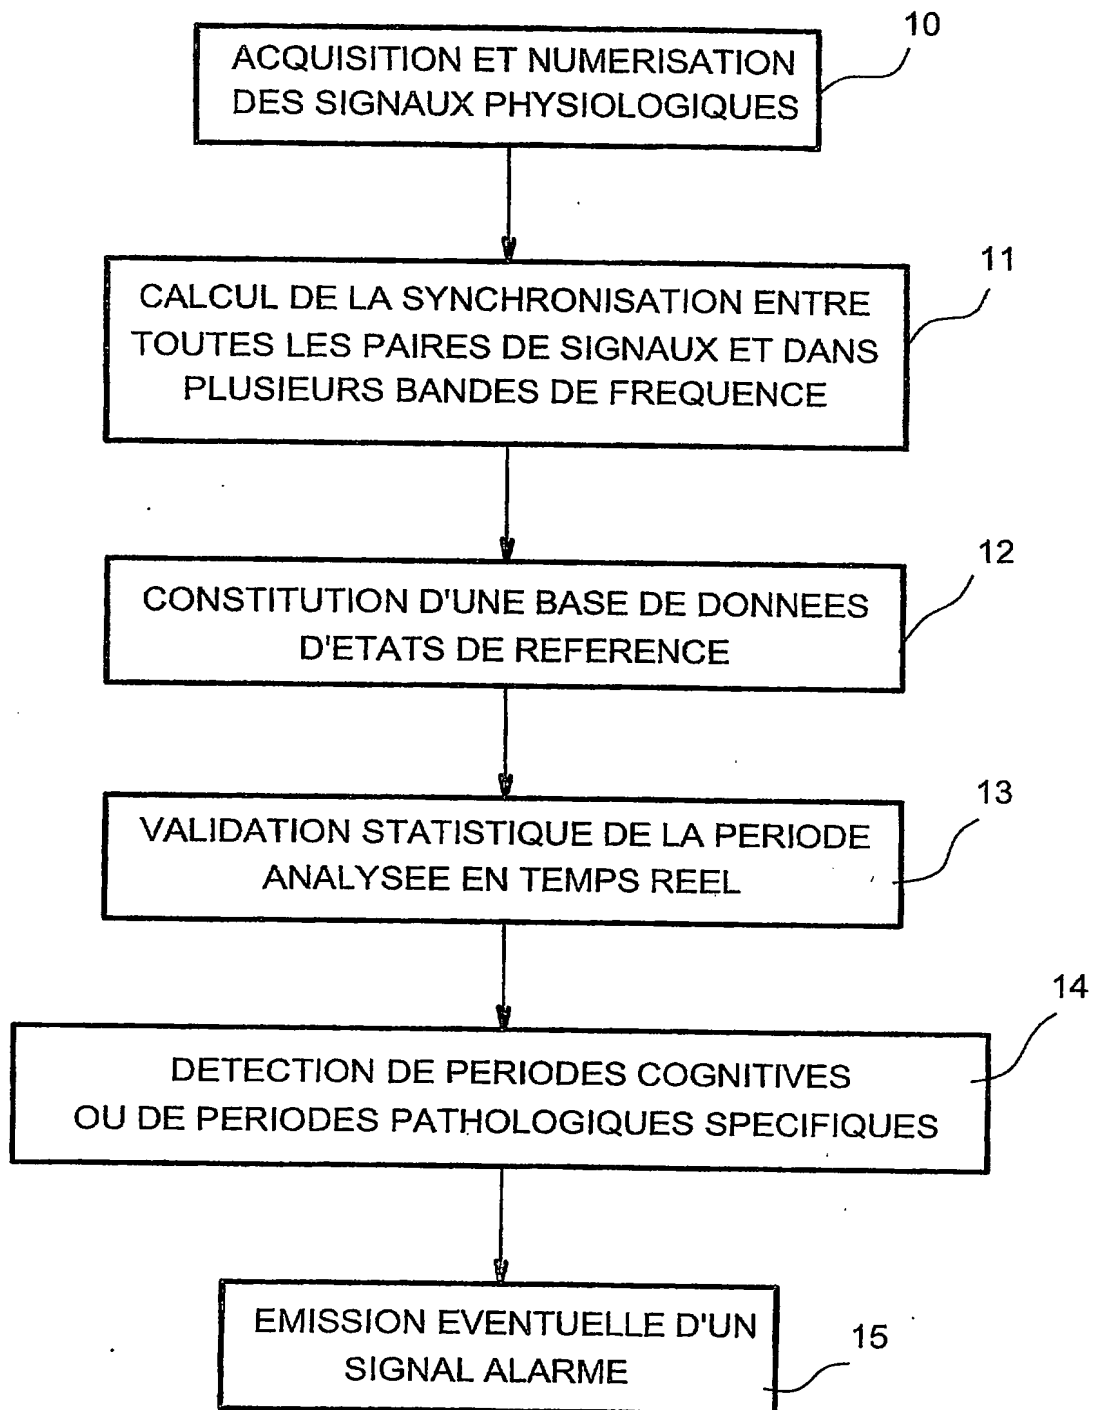 10
ACQUISITION ET NUMERISATION
DES SIGNAUX PHYSIOLOGIQUES
11
CALCUL DE LA SYNCHRONISATION ENTRE
TOUTES LES PAIRES DE SIGNAUX ET DANS
PLUSIEURS BANDES DE FREQUENCE
12
CONSTITUTION D'UNE BASE DE DONNEES
D'ETATS DE REFERENCE
13
VALIDATION STATISTIQUE DE LA PERIODE
ANALYSEE EN TEMPS REEL
14
DETECTION DE PERIODES COGNITIVES
OU DE PERIODES PATHOLOGIQUES SPECIFIQUES
EMISSION EVENTUELLE D'UN
SIGNAL ALARME
15